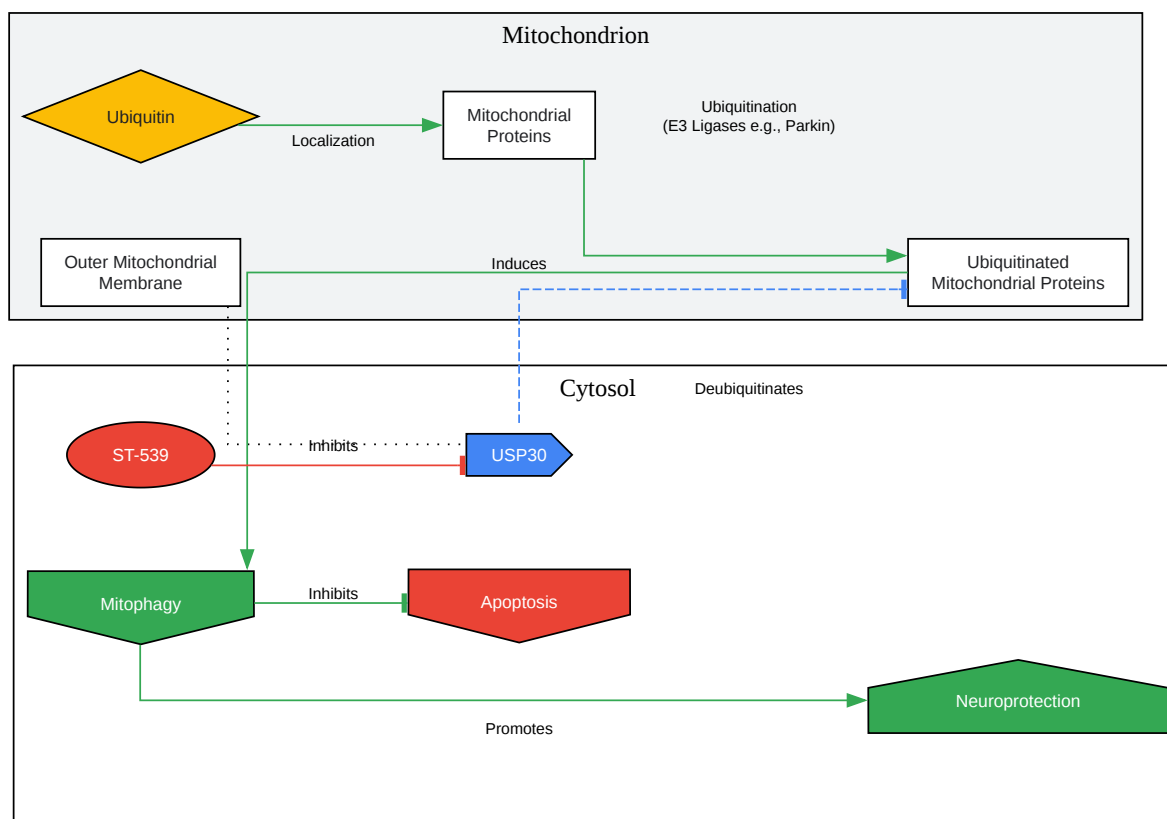 Mitochondrion
Ubiquitin
Localization
Mitochondrial
Proteins
Ubiquitination
(E3 Ligases e.g., Parkin)
Outer Mitochondrial
Membrane
Induces
Ubiquitinated
Mitochondrial Proteins
Cytosol
Deubiquitinates
ST-539
Inhibits
USP30
Mitophagy
Inhibits
Apoptosis
Neuroprotection
Promotes